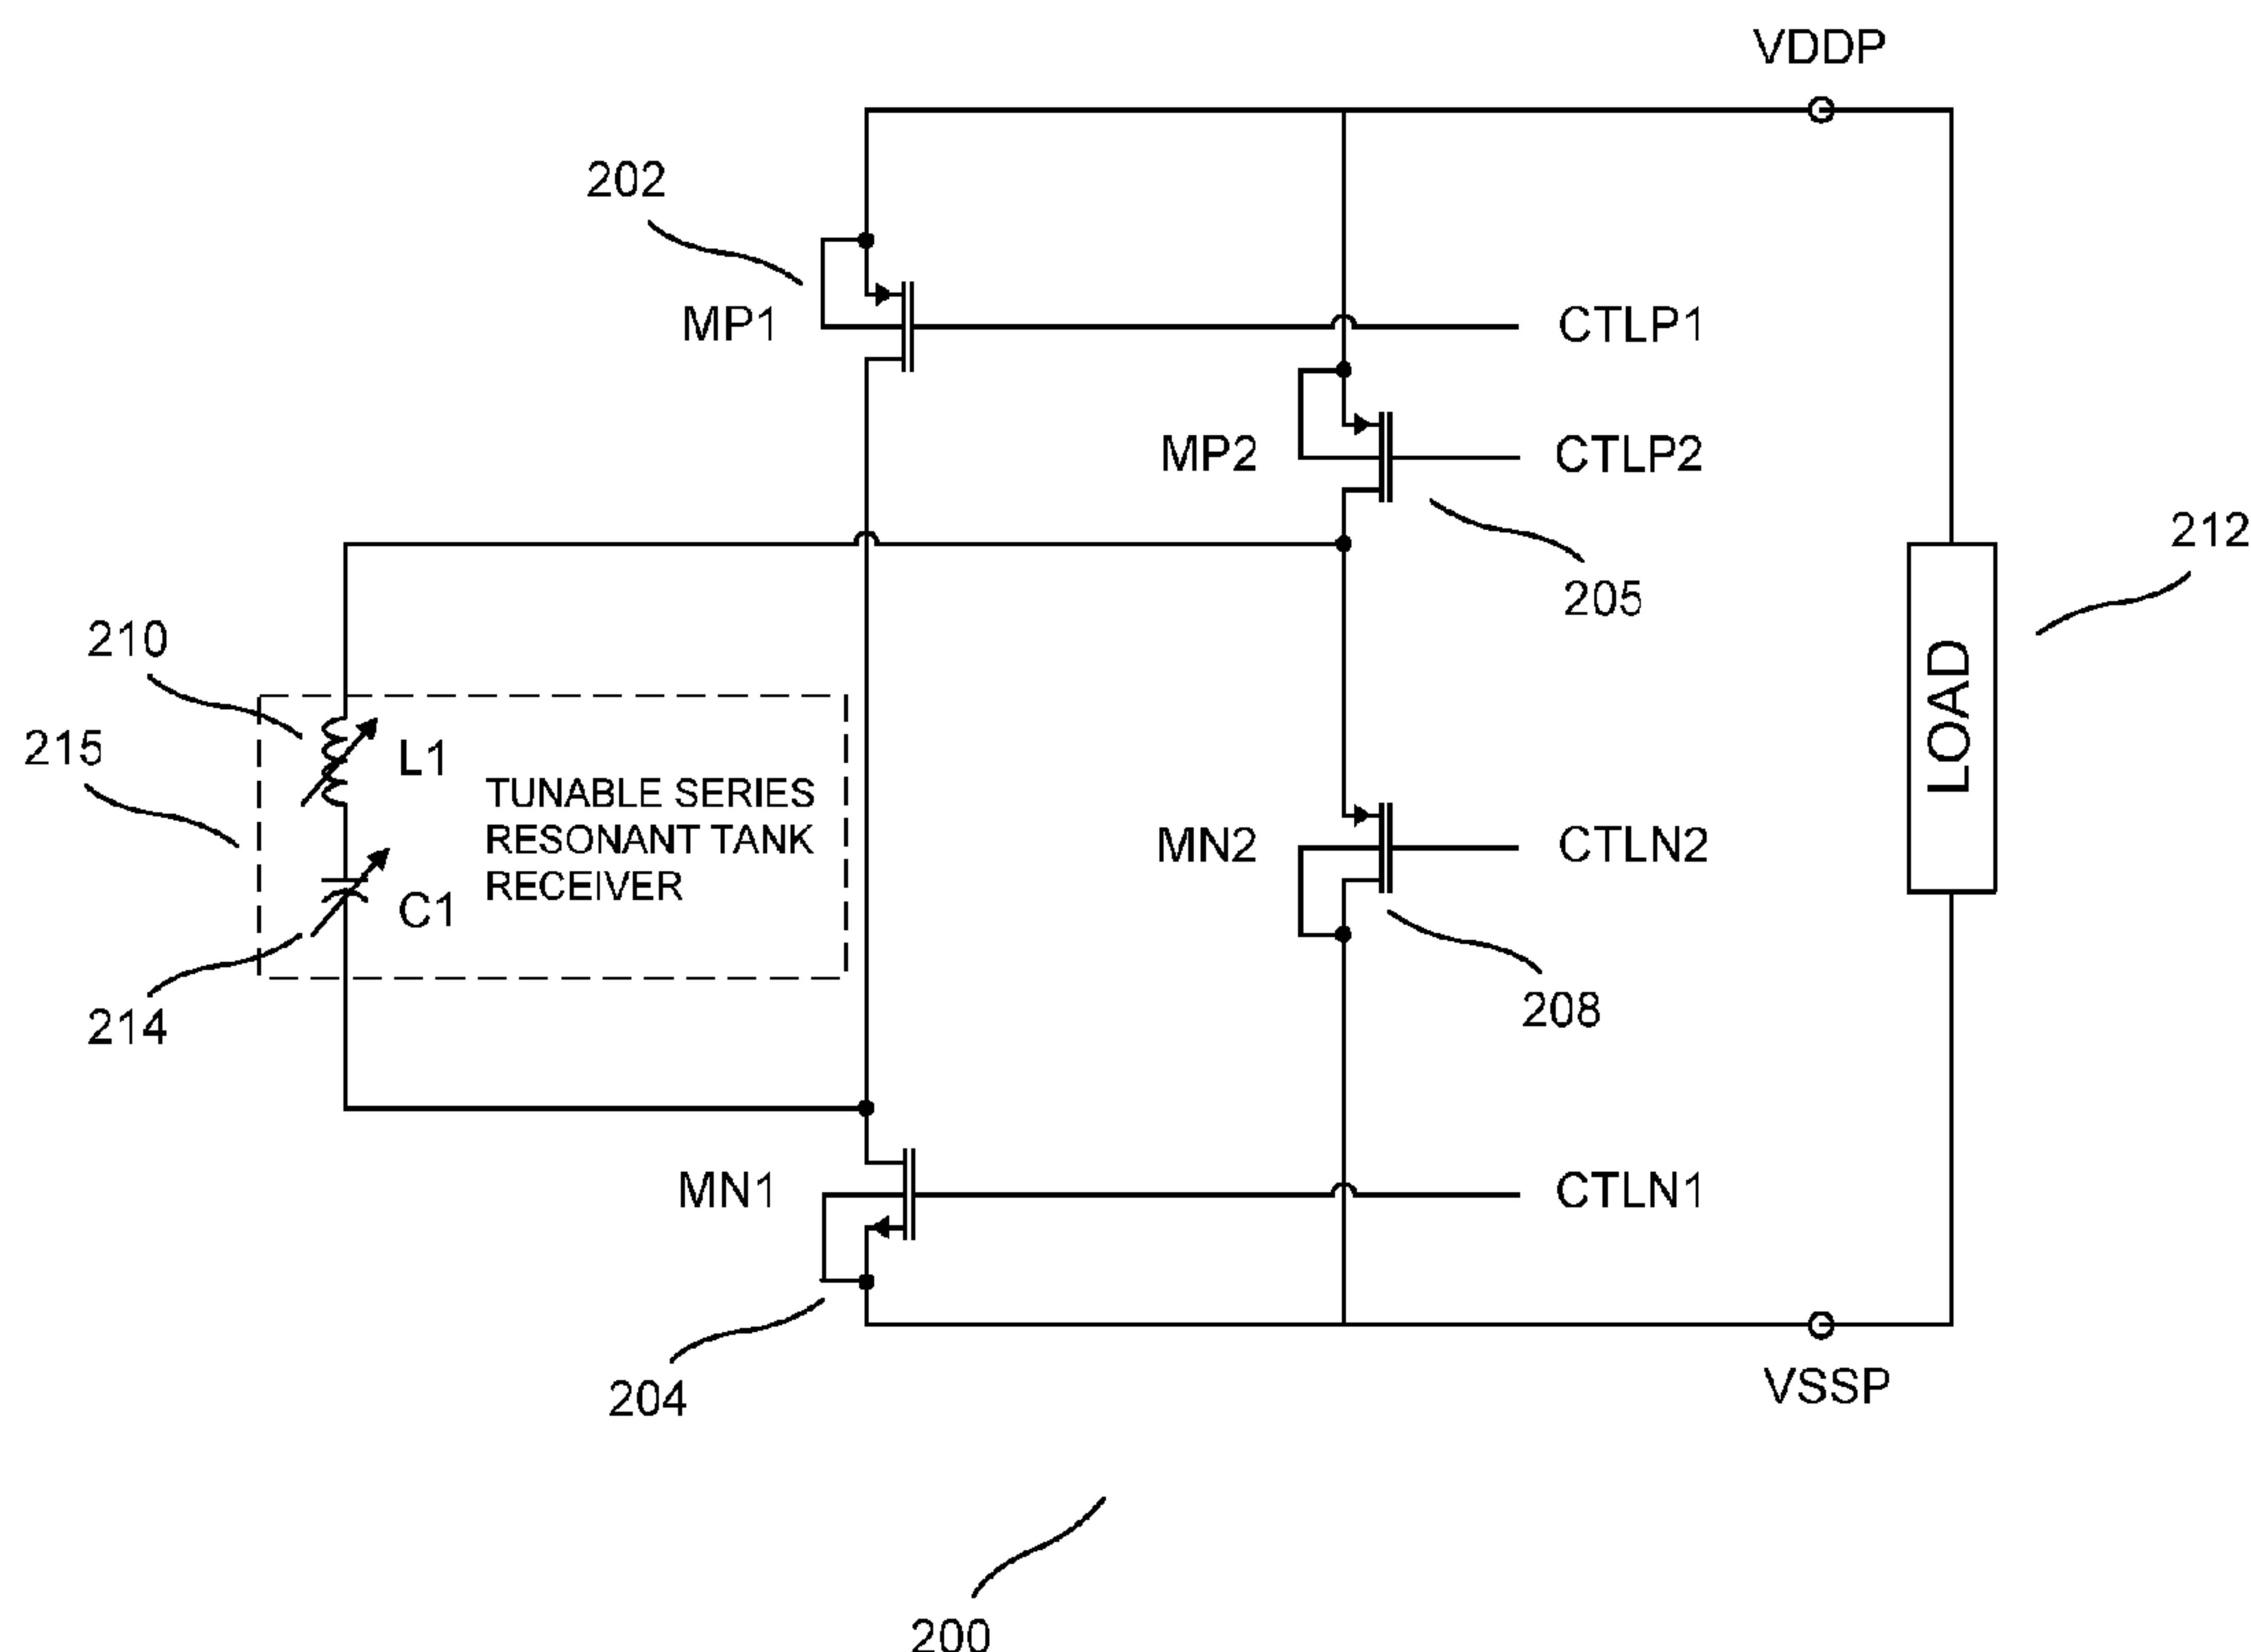 VDDP
202
MP1
CTLP1
MP2
CTLP2
205
212
LOAD
210
215
L1
TUNABLE SERIES
RESONANT TANK
RECEIVER
C1
214
MN2
CTLN2
208
MN1
CTLN1
204
VSSP
200